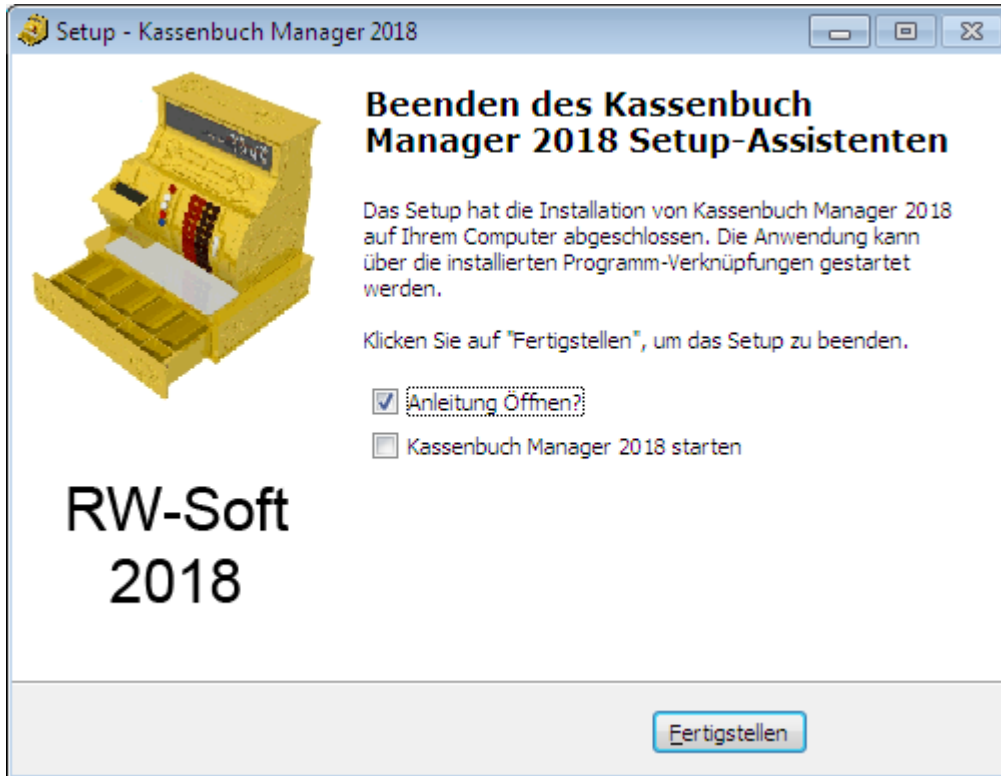 Setup - Kassenbuch Manager 2018
Beenden des Kassenbuch
Manager 2018 Setup-Assistenten
Das Setup hat die Installation von Kassenbuch Manager 2018
auf Ihrem Computer abgeschlossen. Die Anwendung kann
über die installierten Programm-Verknüpfungen gestartet
werden.
Klicken Sie auf "Fertigstellen", um das Setup zu beenden.
Anleitung Öffnen?
Kassenbuch Manager 2018 starten
RW-Soft
2018
Fertigstellen